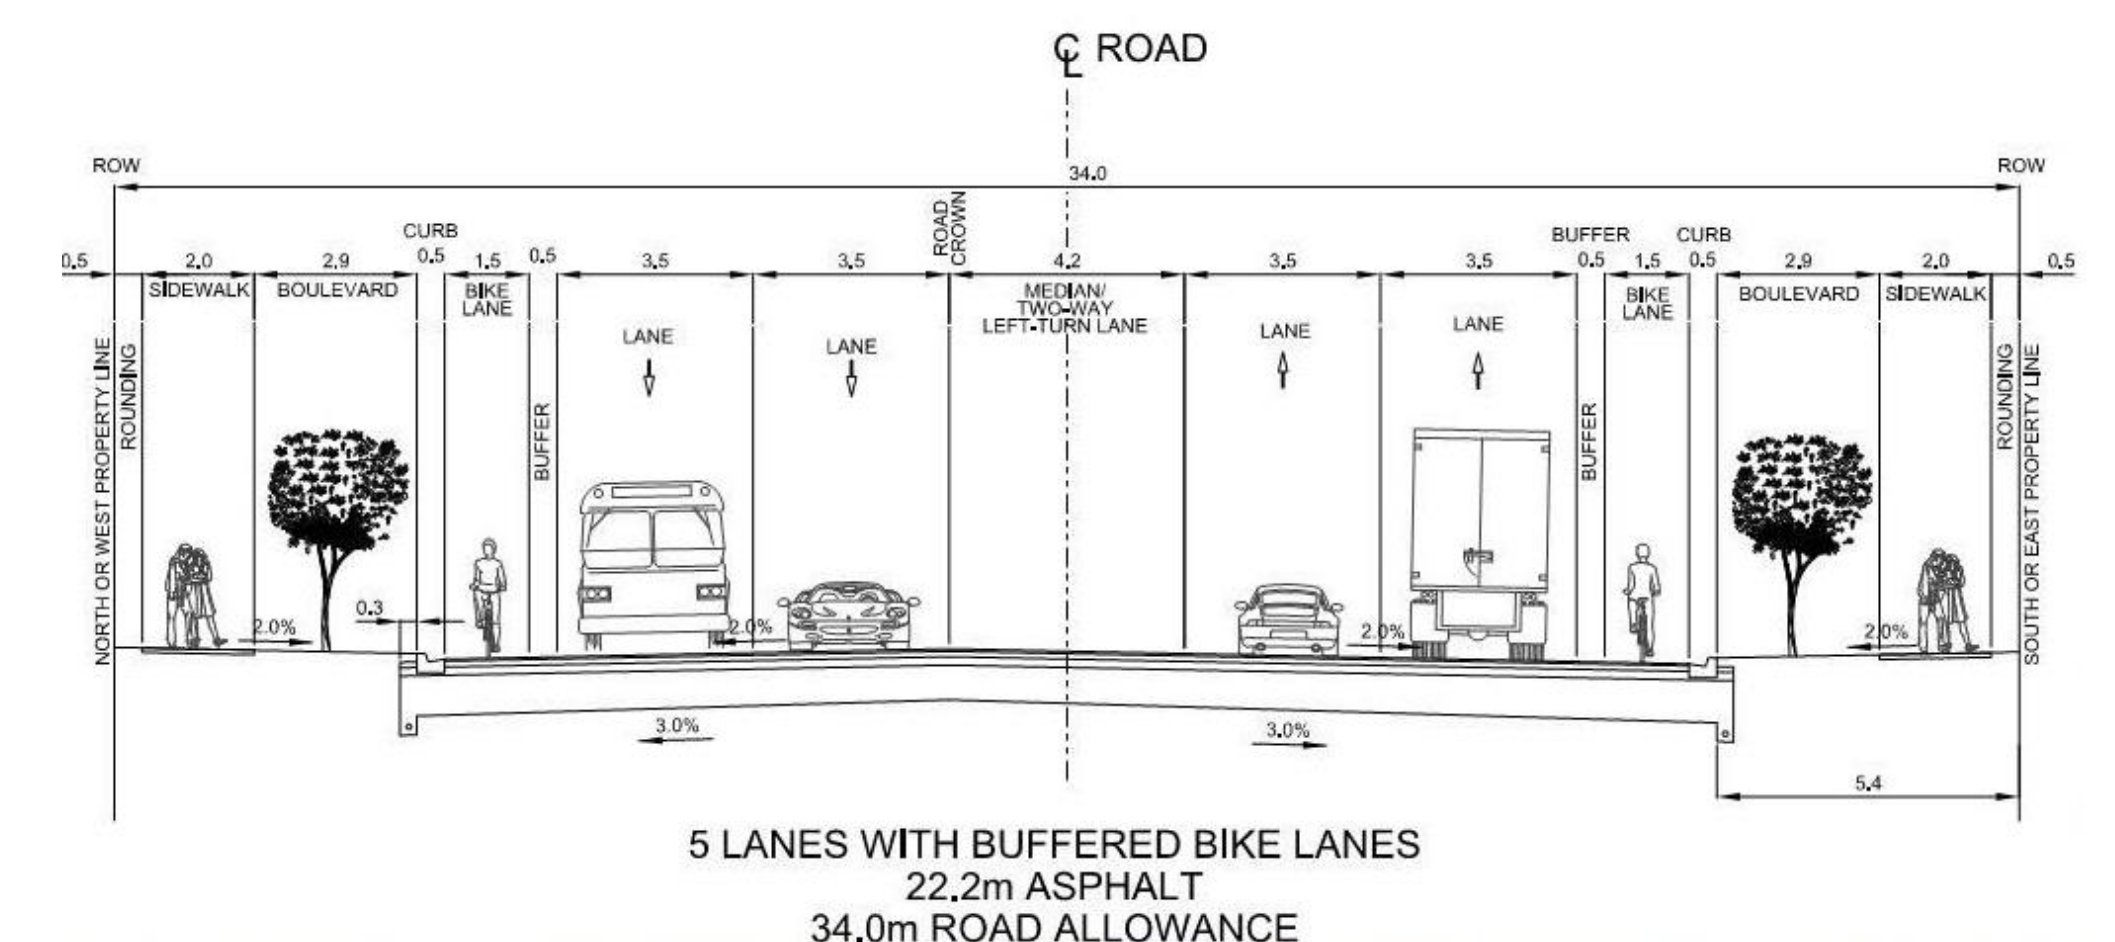 ℄ ROAD
ROW
34.0
ROW
ROAD
CROWN
CURB
BUFFER
CURB
0.5
2.0
2.9
0.5
1.5
0.5
3.5
3.5
4.2
3.5
3.5
0.5
1.5
0.5
2.9
2.0
0.5
SIDEWALK
BOULEVARD
BIKE
LANE
MEDIAN/
TWO-WAY
LEFT-TURN LANE
BIKE
LANE
BOULEVARD
SIDEWALK
LANE
LANE
LANE
LANE
NORTH OR WEST PROPERTY LINE
ROUNDING
BUFFER
BUFFER
ROUNDING
SOUTH OR EAST PROPERTY LINE
0.3
2.0%
2.0%
2.0%
2.0%
3.0%
3.0%
5.4
5 LANES WITH BUFFERED BIKE LANES
22.2m ASPHALT
34.0m ROAD ALLOWANCE